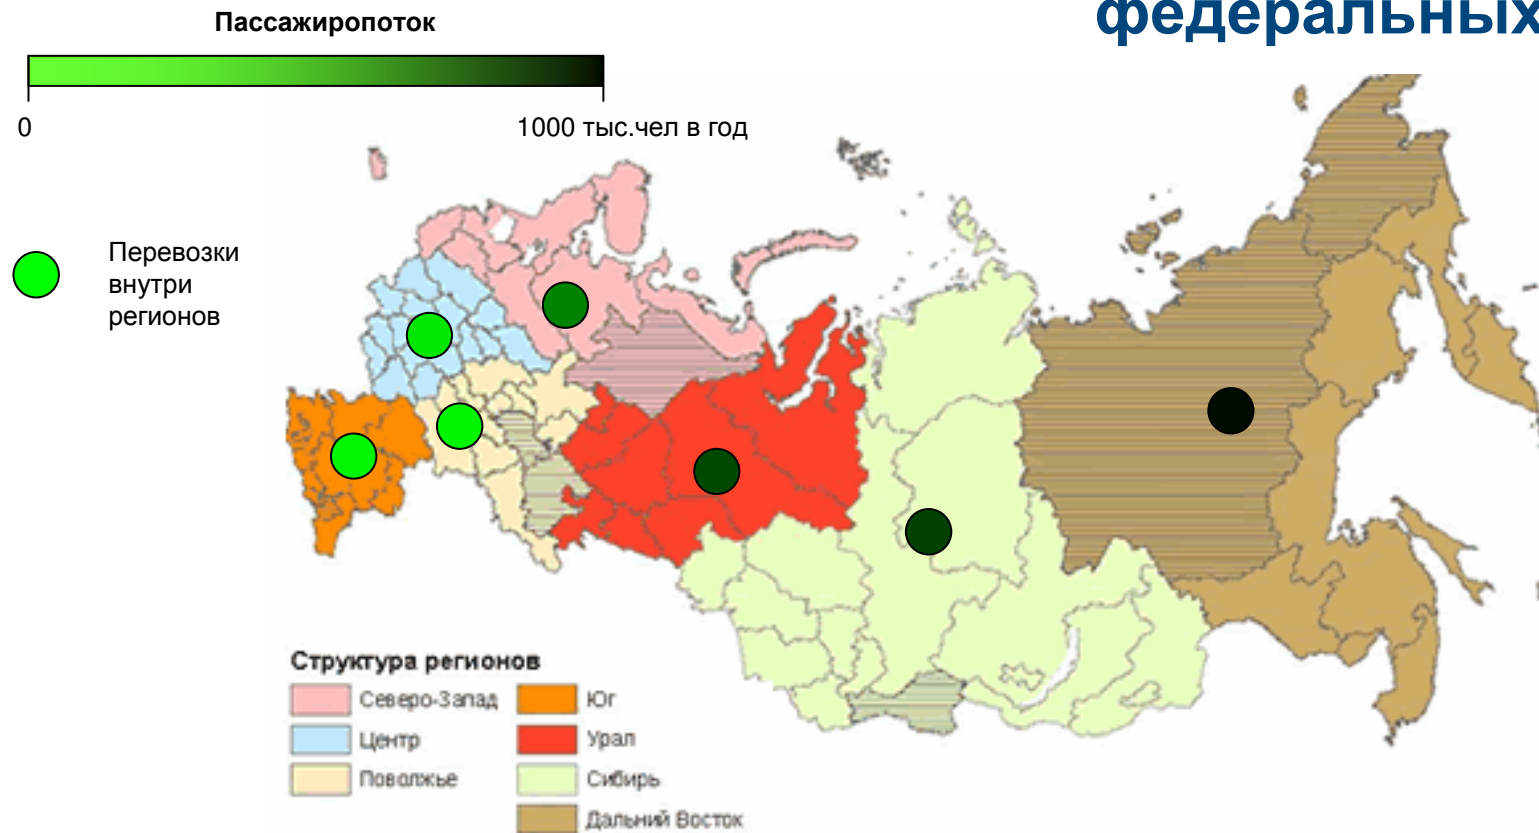 федеральных
Пассажиропоток
0
1000 тыс.чел в год
Перевозки
внутри
регионов
Структура регионов
Северо-Запад
Юг
Центр
Урал
Поволжье
Сибирь
Дальний Восток